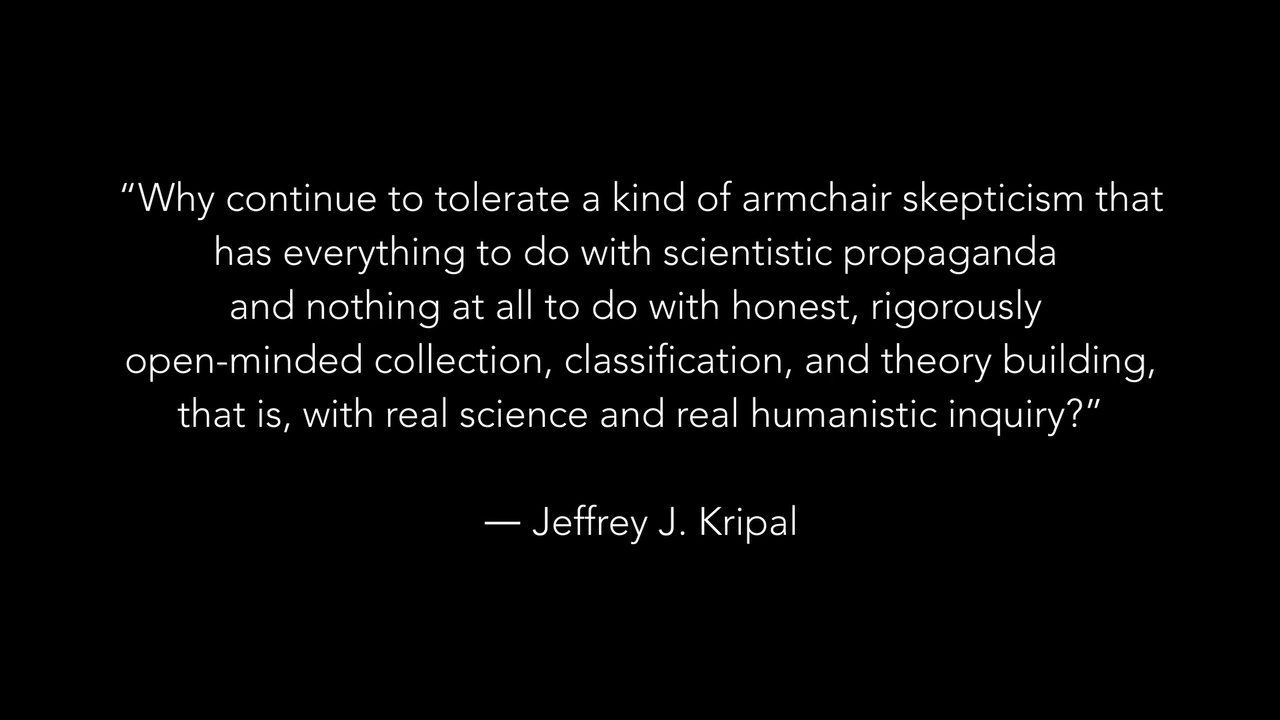 “Why continue to tolerate a kind of armchair skepticism that
has everything to do with scientistic propaganda
and nothing at all to do with honest, rigorously
open-minded collection, classification, and theory building,
that is, with real science and real humanistic inquiry?”
— Jeffrey J. Kripal